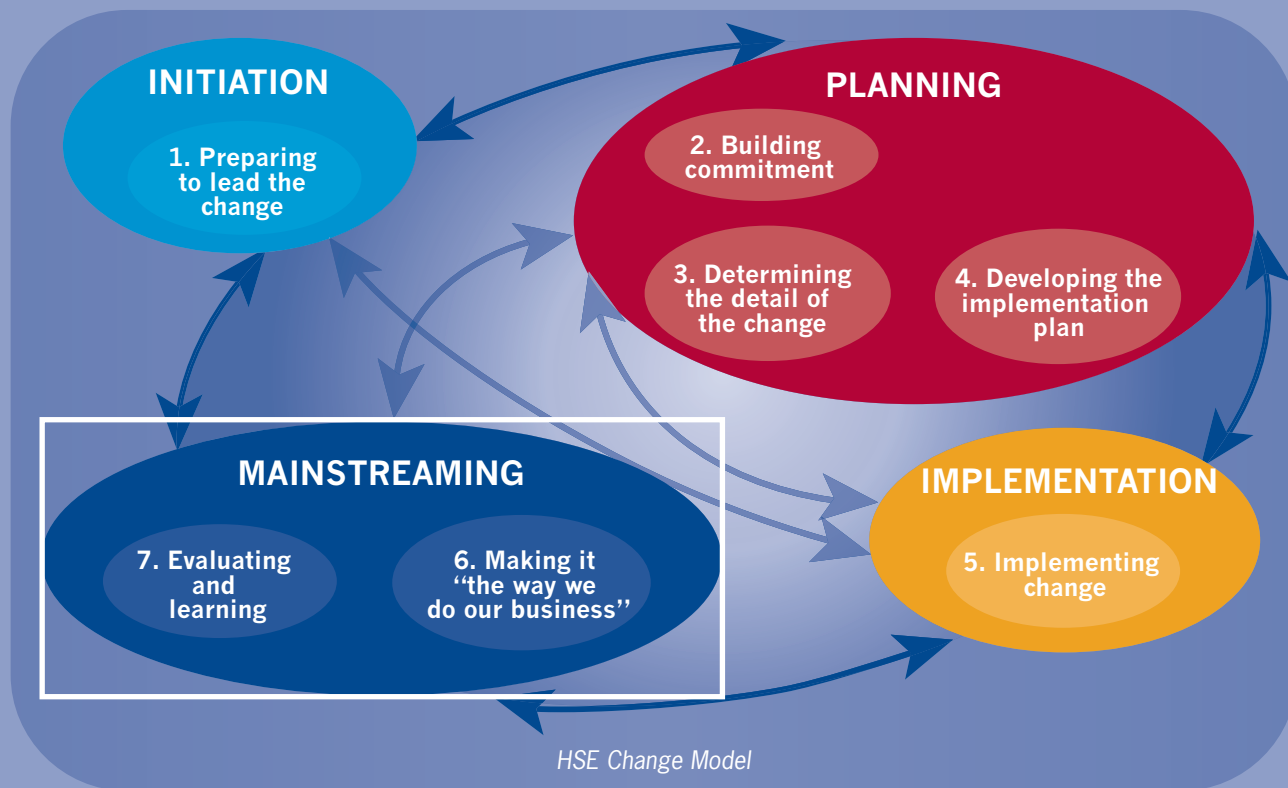 INITIATION
1. Preparing
to lead the
change
PLANNING
2. Building
commitment
3. Determining
the detail of
the change
4. Developing the
implementation
plan
IMPLEMENTATION
5. Implementing
change
MAINSTREAMING
6. Making it
“the way we
do our business”
7. Evaluating
and
learning
HSE Change Model